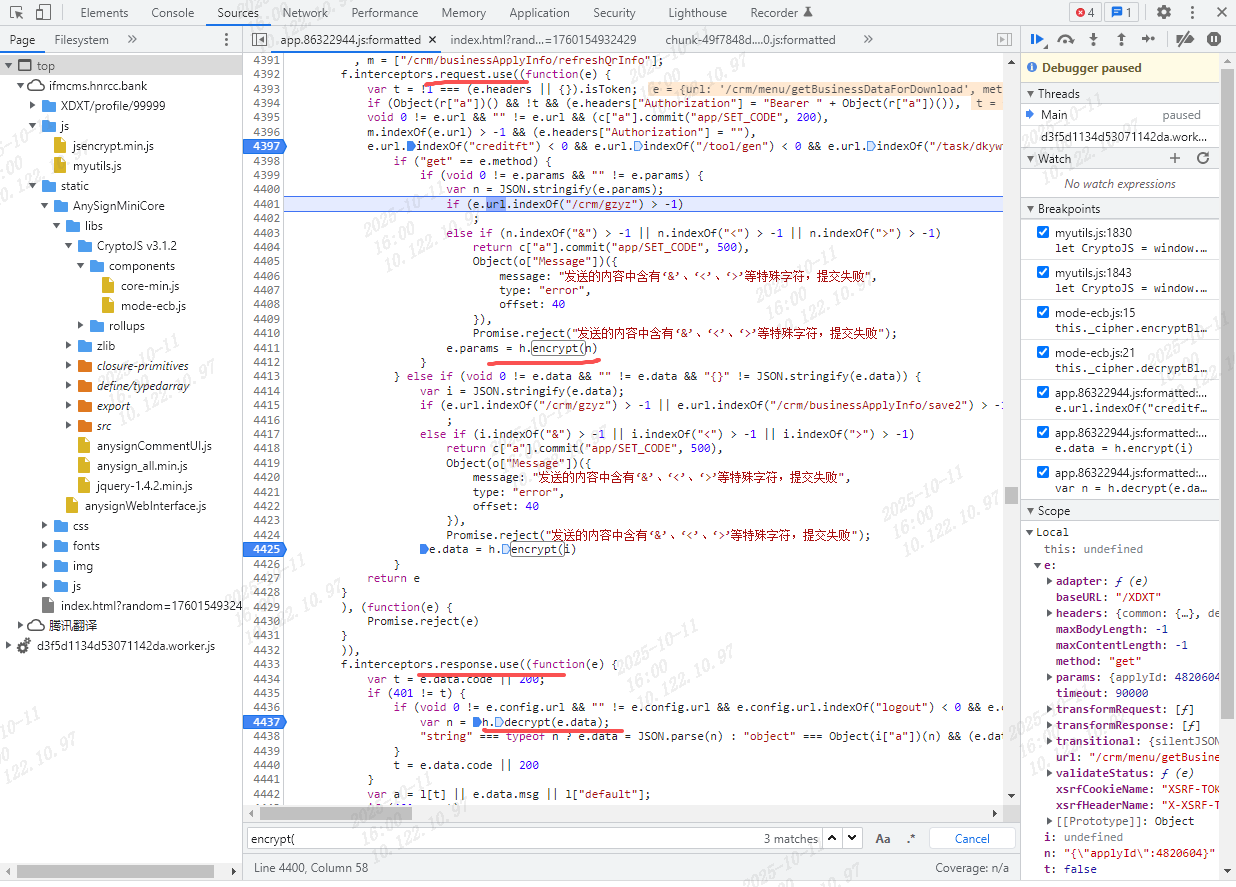 Elements Console Sources Network Performance Memory Application Security Lighthouse Recorder 4 1
Page Filesystem
app.86322944.js:formatted index.html?rand...=1760154932429 chunk-49f7848d....0.js:formatted
top
ifmcms.hnrcc.bank
XDXT/profile/99999
js
jsencrypt.min.js
myutils.js
static
AnySignMiniCore
libs
CryptoJS v3.1.2
components
core-min.js
mode-ecb.js
rollups
zlib
closure-primitives
define/typedarray
export
src
anysignCommentUI.js
anysign_all.min.js
jquery-1.4.2.min.js
anysignWebInterface.js
css
fonts
img
js
index.html?random=17601549324
腾讯翻译
d3f5d1134d53071142da.worker.js
4391 , m = ["/crm/businessApplyInfo/refreshQrInfo"];
4392 f.interceptors.request.use((function(e) {
4393 var t = !1 === (e.headers || {}).isToken; e = {url: '/crm/menu/getBusinessDataForDownload', met
4394 if (Object(r["a"])() && !t && (e.headers["Authorization"] = "Bearer " + Object(r["a"])()), t =
4395 void 0 != e.url && "" != e.url && (c["a"].commit("app/SET_CODE", 200),
4396 m.indexOf(e.url) > -1 && (e.headers["Authorization"] = ""),
4397 e.url.indexOf("creditft") < 0 && e.url.indexOf("/tool/gen") < 0 && e.url.indexOf("/task/dkyw
4398 if ("get" == e.method) {
4399 if (void 0 != e.params && "" != e.params) {
4400 var n = JSON.stringify(e.params);
4401 if (e.url.indexOf("/crm/gzyz") > -1)
4402 ;
4403 else if (n.indexOf("&") > -1 || n.indexOf("<") > -1 || n.indexOf(">") > -1)
4404 return c["a"].commit("app/SET_CODE", 500),
4405 Object(o["Message"])({
4406 message: "发送的内容中含有‘&’、‘<’、‘>’等特殊字符，提交失败",
4407 type: "error",
4408 offset: 40
4409 }),
4410 Promise.reject("发送的内容中含有‘&’、‘<’、‘>’等特殊字符，提交失败");
4411 e.params = h.encrypt(n)
4412 }
4413 } else if (void 0 != e.data && "" != e.data && "{}" != JSON.stringify(e.data)) {
4414 var i = JSON.stringify(e.data);
4415 if (e.url.indexOf("/crm/gzyz") > -1 || e.url.indexOf("/crm/businessApplyInfo/save2") > -1
4416 ;
4417 else if (i.indexOf("&") > -1 || i.indexOf("<") > -1 || i.indexOf(">") > -1)
4418 return c["a"].commit("app/SET_CODE", 500),
4419 Object(o["Message"])({
4420 message: "发送的内容中含有‘&’、‘<’、‘>’等特殊字符，提交失败",
4421 type: "error",
4422 offset: 40
4423 }),
4424 Promise.reject("发送的内容中含有‘&’、‘<’、‘>’等特殊字符，提交失败");
4425 e.data = h.encrypt(i)
4426 }
4427 return e
4428 }
4429 ), (function(e) {
4430 Promise.reject(e)
4431 }
4432 )),
4433 f.interceptors.response.use((function(e) {
4434 var t = e.data.code || 200;
4435 if (401 != t) {
4436 if (void 0 != e.config.url && "" != e.config.url && e.config.url.indexOf("logout") < 0 && e.
4437 var n = h.decrypt(e.data);
4438 "string" === typeof n ? e.data = JSON.parse(n) : "object" === Object(i["a"])(n) && (e.dat
4439 }
4440 t = e.data.code || 200
4441 }
4442 var a = l[t] || e.data.msg || l["default"];
encrypt( 3 matches Aa .* Cancel
Line 4400, Column 58 Coverage: n/a
Debugger paused
Threads
Main paused
d3f5d1134d53071142da.work...
Watch
No watch expressions
Breakpoints
myutils.js:1830
let CryptoJS = window....
myutils.js:1843
let CryptoJS = window....
mode-ecb.js:15
this._cipher.encryptBl...
mode-ecb.js:21
this._cipher.decryptBl...
app.86322944.js:formatted:...
e.url.indexOf("creditf...
app.86322944.js:formatted:...
e.data = h.encrypt(i)
app.86322944.js:formatted:...
var n = h.decrypt(e.da...
Scope
Local
this: undefined
e:
adapter: ƒ (e)
baseURL: "/XDXT"
headers: {common: {…}, de
maxBodyLength: -1
maxContentLength: -1
method: "get"
params: {applyId: 4820604
timeout: 90000
transformRequest: [ƒ]
transformResponse: [ƒ]
transitional: {silentJSON
url: "/crm/menu/getBusine
validateStatus: ƒ (e)
xsrfCookieName: "XSRF-TOK
xsrfHeaderName: "X-XSRF-T
[[Prototype]]: Object
i: undefined
n: "{\"applyId\":4820604}"
t: false
2025-10-11
16:00
10.122.10.97